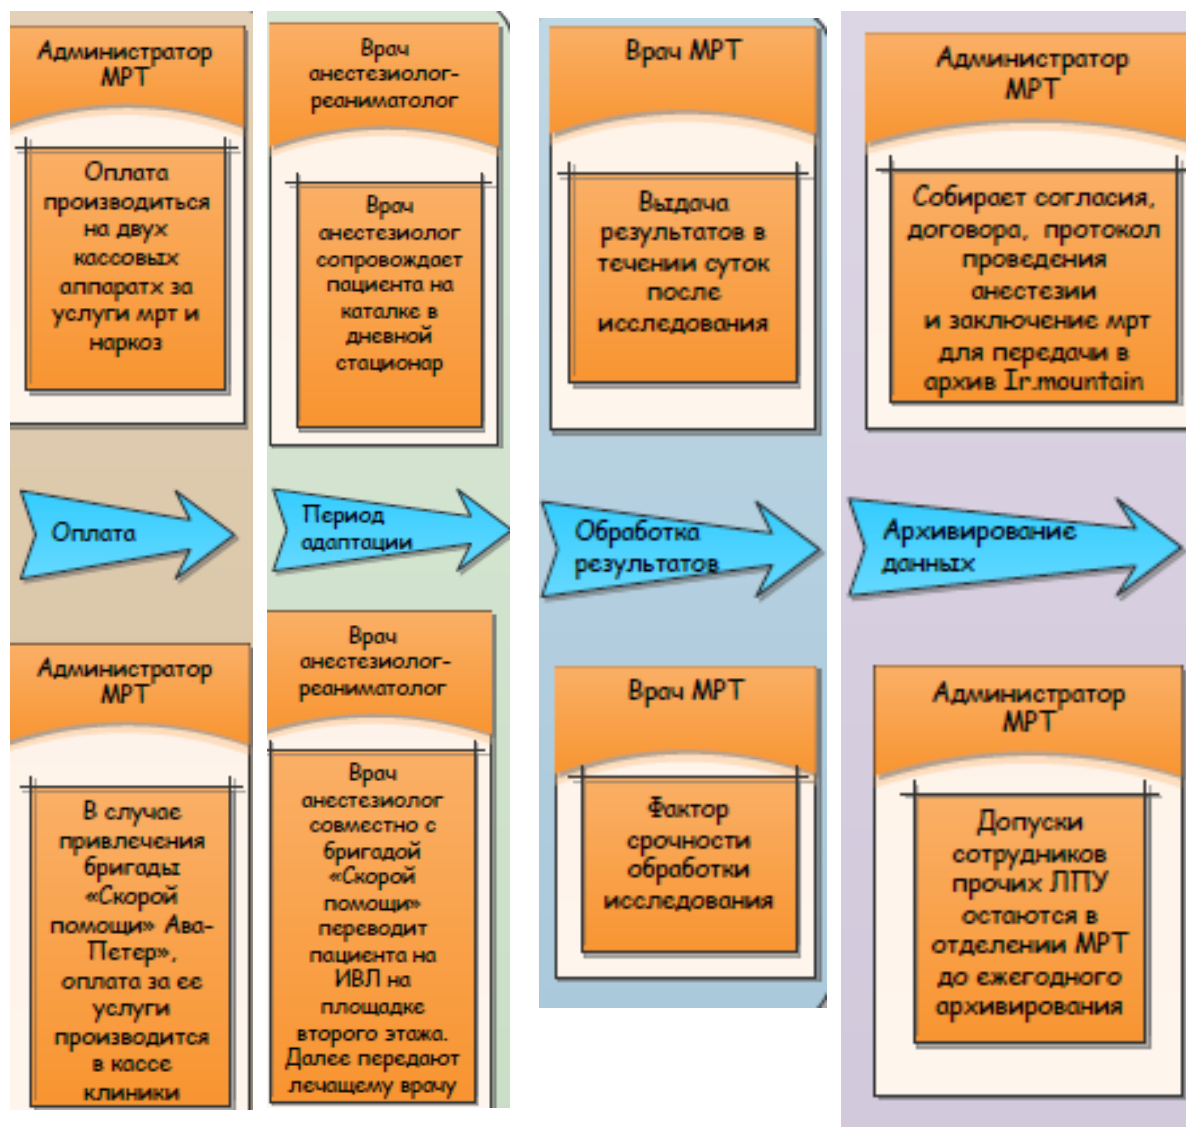 Администратор
МРТ
Оплата
производиться
на двух
кассовых
аппаратх за
услуги мрт и
наркоз
Оплата
Администратор
МРТ
В случае
привлечения
бригады
«Скорой
помощи» Ава-
Петер»,
оплата за ее
услуги
производится
в кассе
клиники
Врач
анестезиолог-
реаниматолог
Врач
анестезиолог
сопровождает
пациента на
каталке в
дневной
стационар
Период
адаптации
Врач
анестезиолог-
реаниматолог
Врач
анестезиолог
совместно с
бригадой
«Скорой
помощи»
переводит
пациента на
ИВЛ на
площадке
второго этажа.
Далее передают
лечащему врачу
Врач МРТ
Выдача
результатов в
течении суток
после
исследования
Обработка
результатов
Врач МРТ
Фактор
срочности
обработки
исследования
Администратор
МРТ
Собирает согласия,
договора, протокол
проведения
анестезии
и заключение мрт
для передачи в
архив Ir.mountain
Архивирование
данных
Администратор
МРТ
Допуски
сотрудников
прочих ЛПУ
остаются в
отделении МРТ
до ежегодного
архивирования